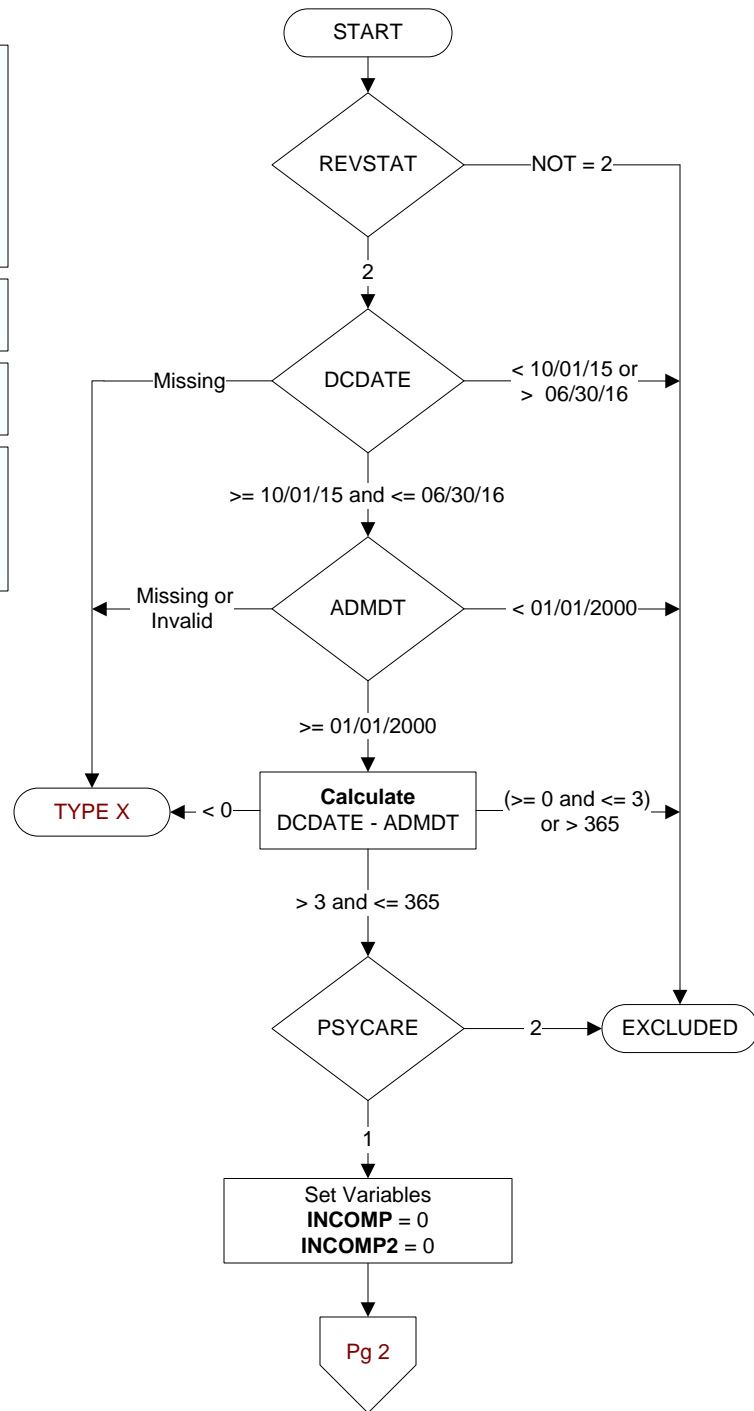 START
REVSTAT
NOT = 2
2
DCDATE
Missing
< 10/01/15 or
> 06/30/16
>= 10/01/15 and <= 06/30/16
ADMDT
Missing or
Invalid
< 01/01/2000
>= 01/01/2000
TYPE X
< 0
Calculate
DCDATE - ADMDT
(>= 0 and <= 3)
or > 365
> 3 and <= 365
PSYCARE
2
EXCLUDED
1
Set Variables
INCOMP = 0
INCOMP2 = 0
Pg 2